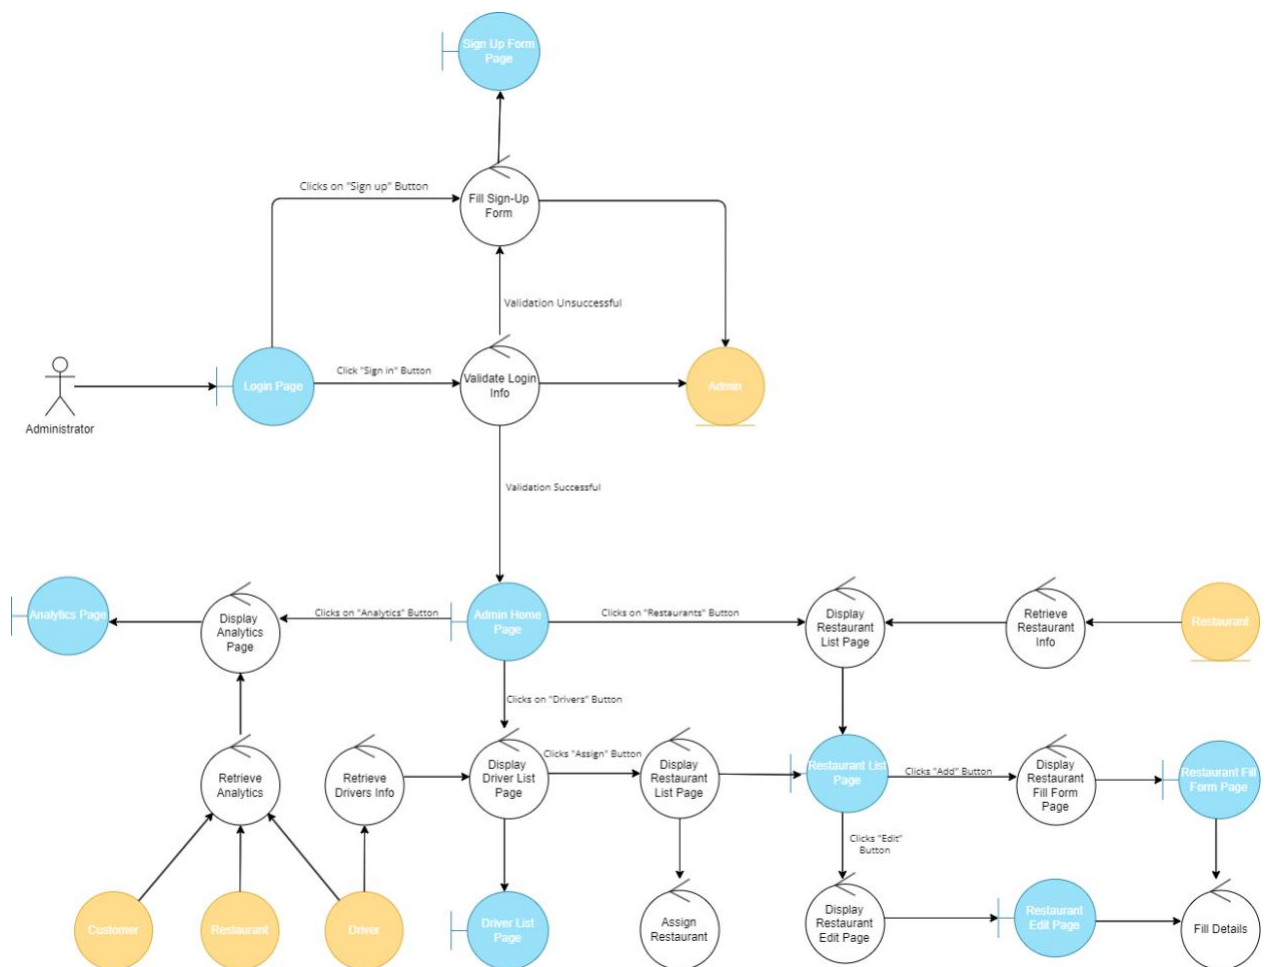 Sign Up Form
Page
Clicks on "Sign up" Button
Fill Sign-Up
Form
Validation Unsuccessful
Administrator
Login Page
Click "Sign in" Button
Validate Login
Info
Admin
Validation Successful
Analytics Page
Display
Analytics
Page
Clicks on "Analytics" Button
Admin Home
Page
Clicks on "Restaurants" Button
Display
Restaurant
List Page
Retrieve
Restaurant
Info
Restaurant
Clicks on "Drivers" Button
Retrieve
Analytics
Retrieve
Drivers Info
Display
Driver List
Page
Clicks "Assign" Button
Display
Restaurant
List Page
Restaurant List
Page
Clicks "Add" Button
Display
Restaurant
Fill Form
Page
Restaurant Fill
Form Page
Clicks "Edit"
Button
Customer
Restaurant
Driver
Driver List
Page
Assign
Restaurant
Display
Restaurant
Edit Page
Restaurant
Edit Page
Fill Details